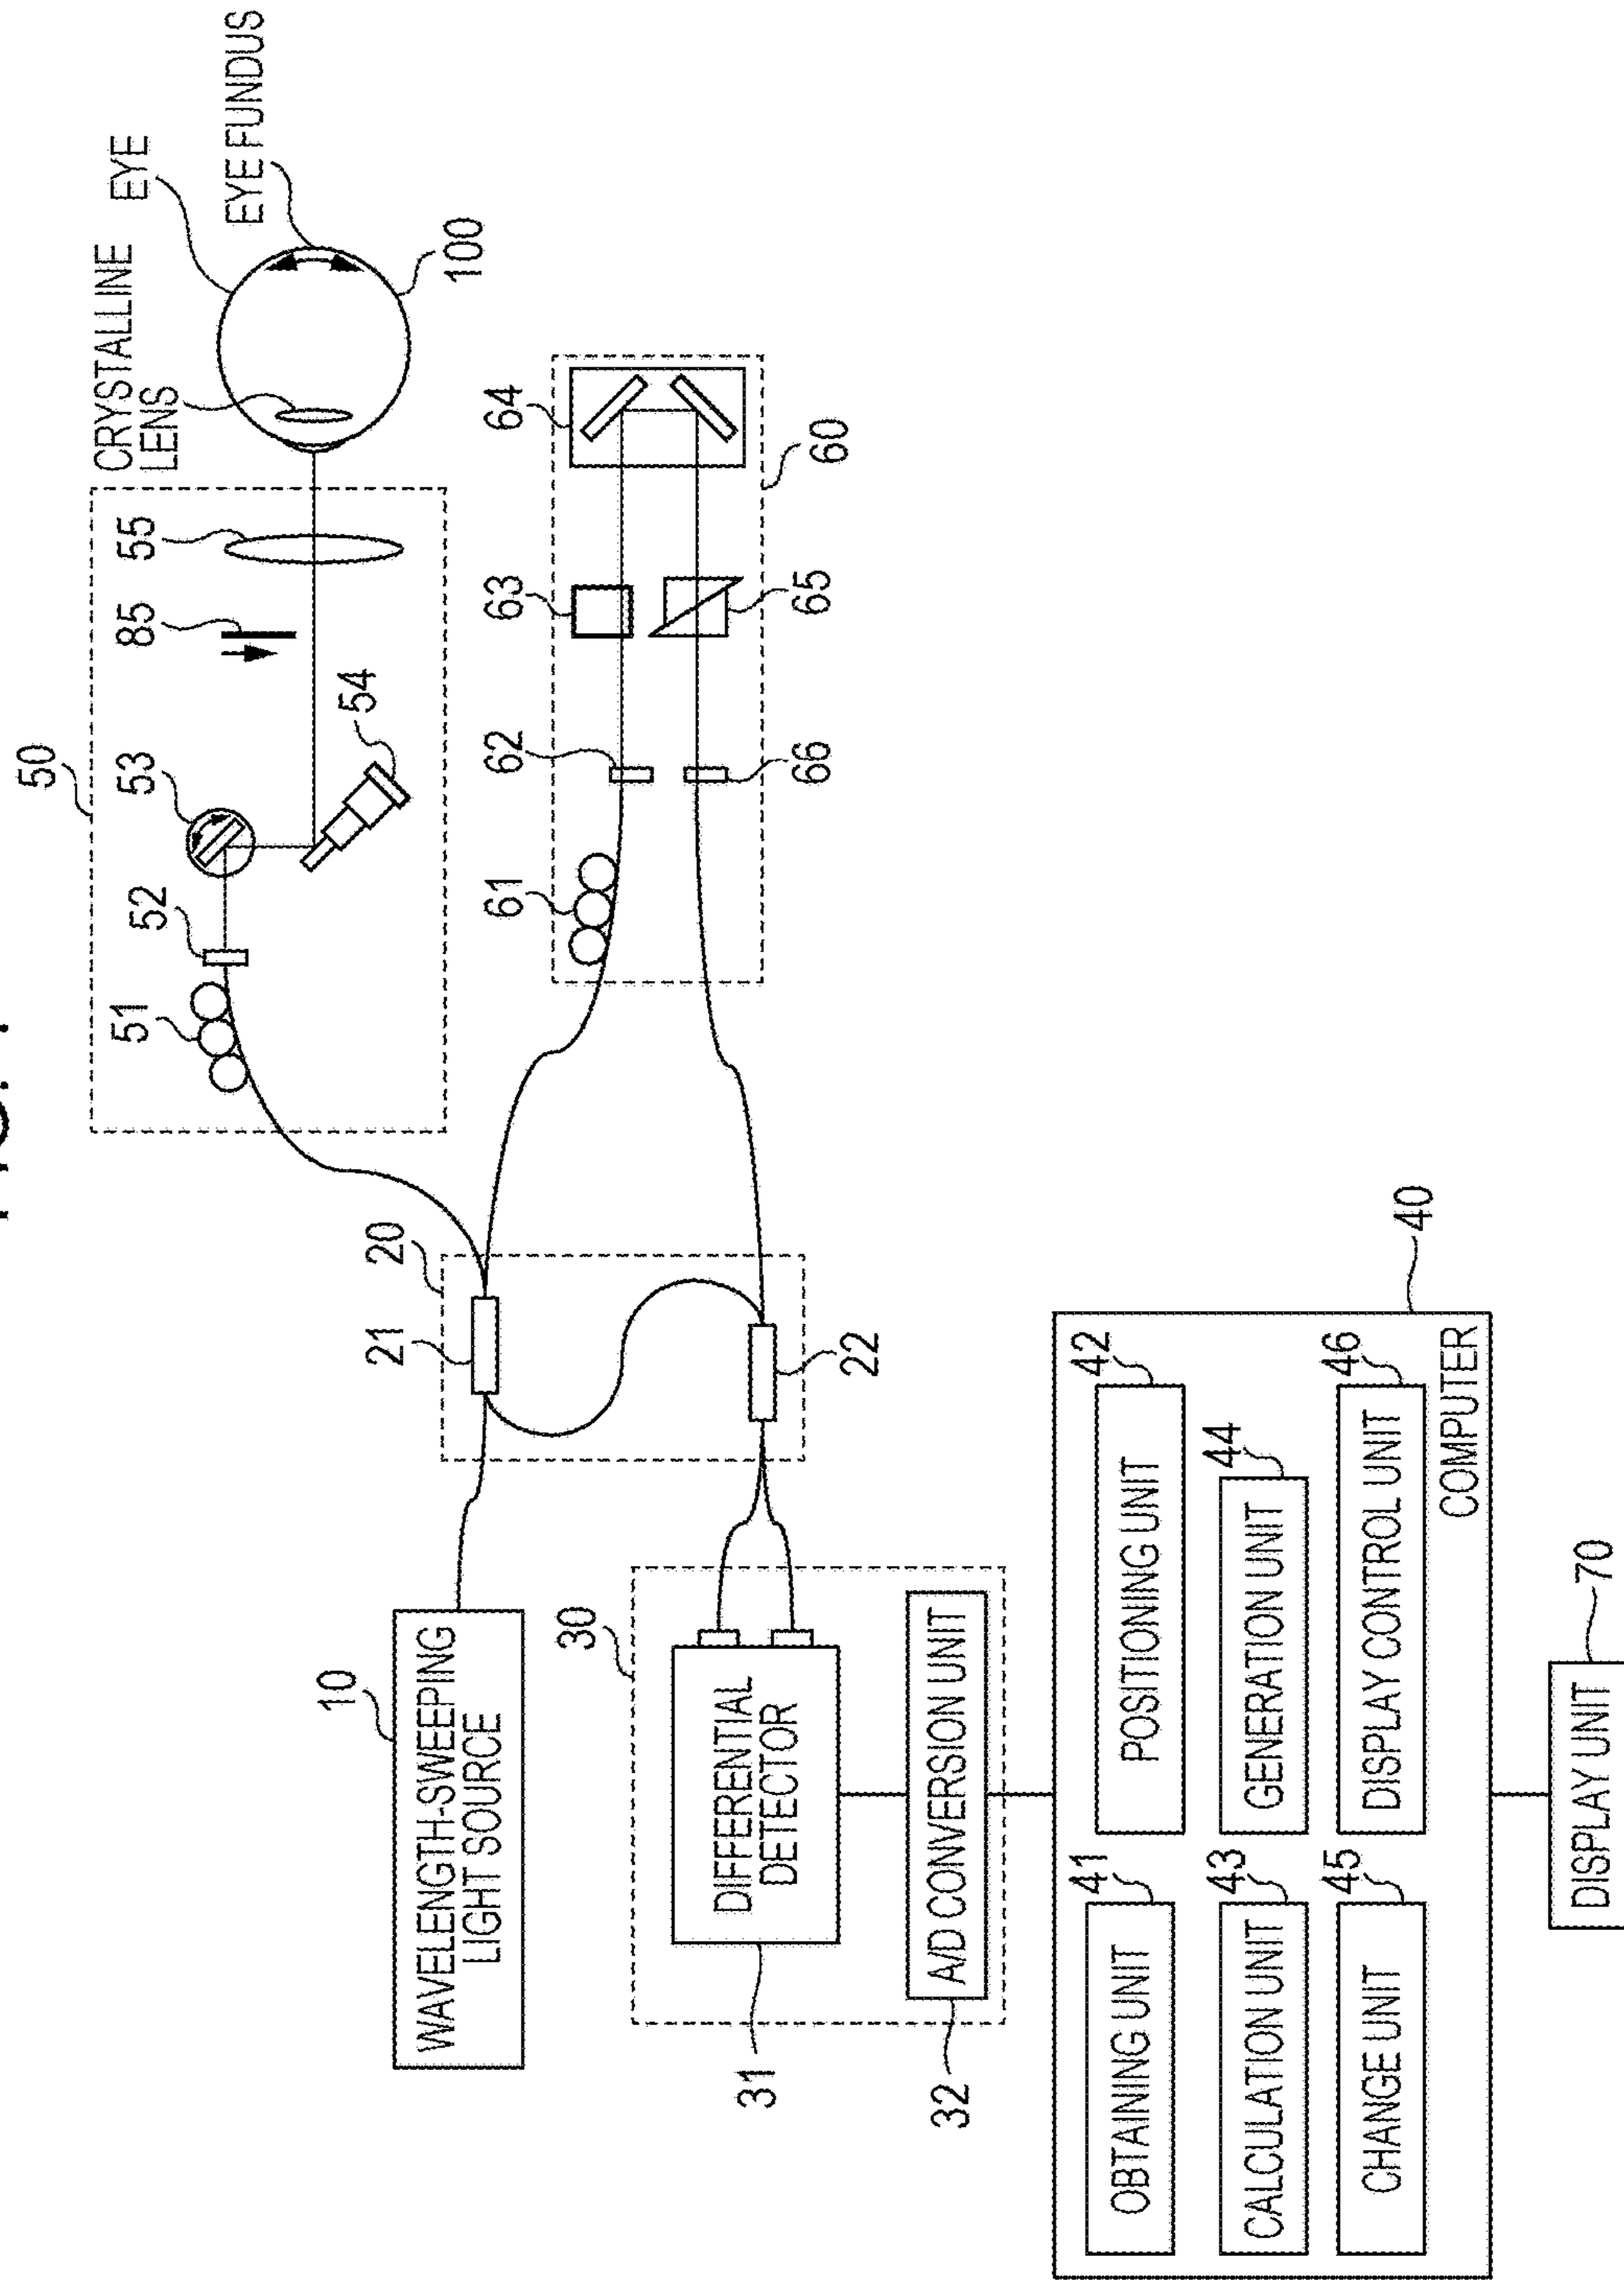 50
51
52
53
54
85
55
CRYSTALLINE
LENS
EYE
EYE FUNDUS
100
61
62
63
64
65
66
60
20
21
22
10
WAVELENGTH-SWEEPING
LIGHT SOURCE
30
DIFFERENTIAL
DETECTOR
31
A/D CONVERSION UNIT
32
40
COMPUTER
41
OBTAINING UNIT
42
POSITIONING UNIT
43
CALCULATION UNIT
44
GENERATION UNIT
45
CHANGE UNIT
46
DISPLAY CONTROL UNIT
70
DISPLAY UNIT